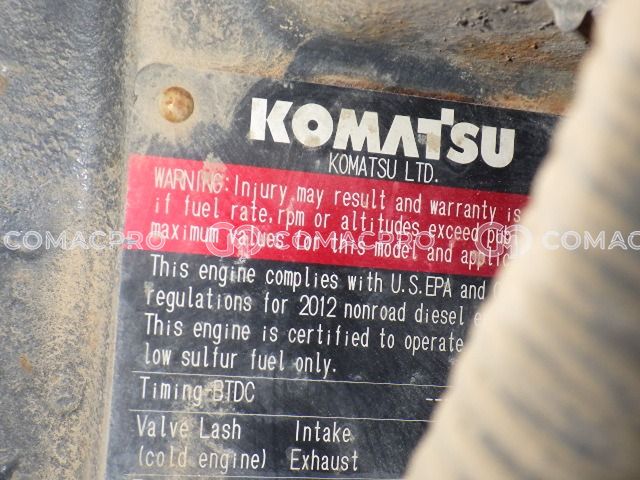 KOMATSU
KOMATSU LTD.
WARNING: Injury may result and warranty is
if fuel rate, rpm or altitudes exceed
maximum values for this model and
COMACPRO
COMACPRO
COMACPRO
This engine complies with U.S.EPA and
regulations for 2012 nonroad diesel
This engine is certified to operate
low sulfur fuel only.
Timing-BTDC --
Valve Lash Intake
(cold engine) Exhaust